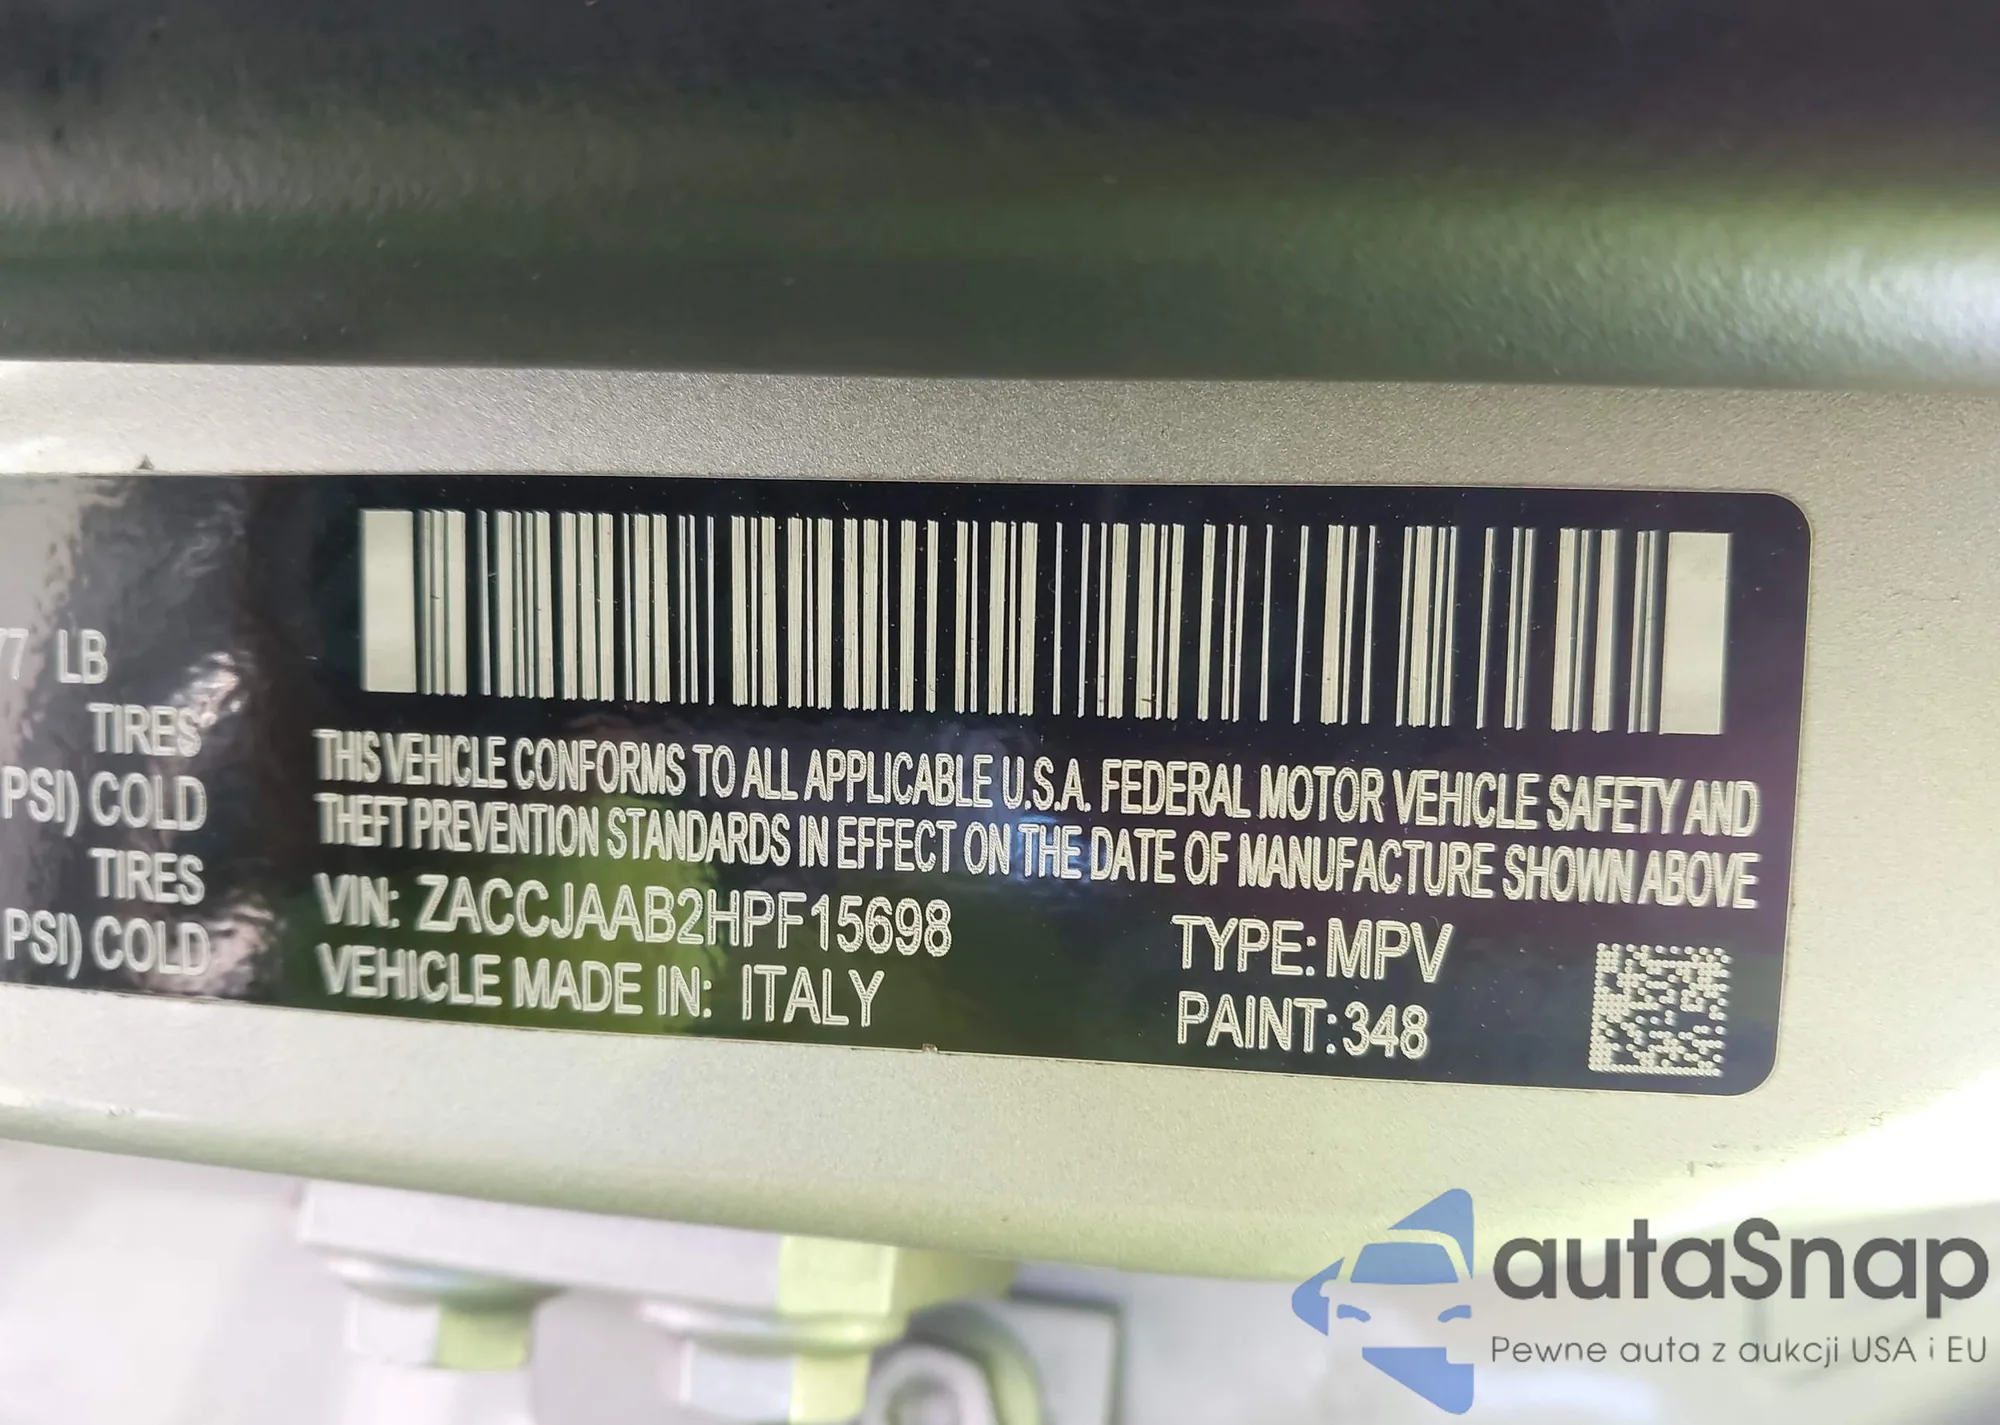 77 LB
TIRES
PSI) COLD
TIRES
PSI) COLD
THIS VEHICLE CONFORMS TO ALL APPLICABLE U.S.A. FEDERAL MOTOR VEHICLE SAFETY AND
THEFT PREVENTION STANDARDS IN EFFECT ON THE DATE OF MANUFACTURE SHOWN ABOVE
VIN: ZACCJAAB2HPF15698 TYPE: MPV
VEHICLE MADE IN: ITALY PAINT: 348
autaSnap
Pewne auta z aukcji USA i EU